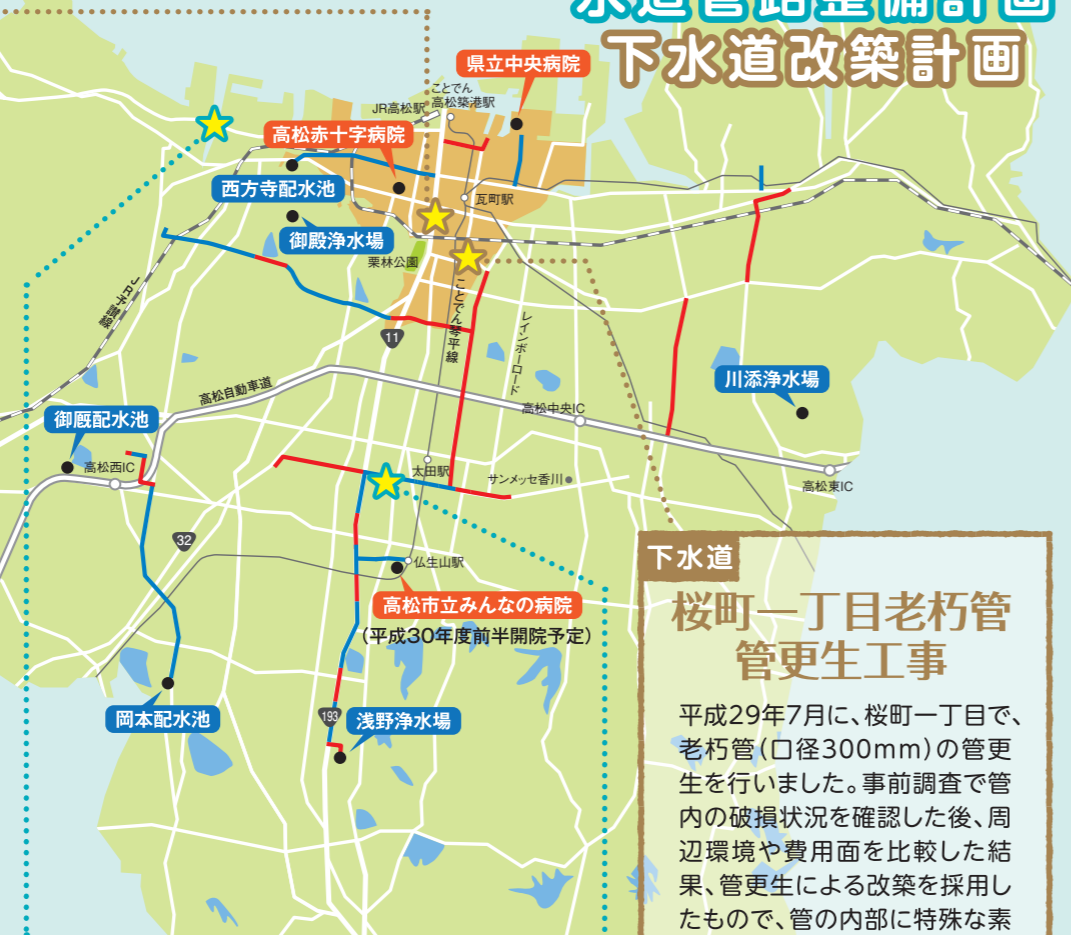 水道管路整備計画
下水道改築計画
県立中央病院
ことでん
高松築港駅
JR高松駅
高松赤十字病院
西方寺配水池
瓦町駅
御殿浄水場
栗林公園
JR予讃線
ことでん琴平線
レインボーロード
11
高松自動車道
川添浄水場
高松中央IC
御厩配水池
高松西IC
太田駅
サンメッセ香川
高松東IC
32
仏生山駅
高松市立みんなの病院
(平成30年度前半開院予定)
岡本配水池
193
浅野浄水場
下水道
桜町一丁目老朽管
管更生工事
平成29年7月に、桜町一丁目で、
老朽管(口径300mm)の管更
生を行いました。事前調査で管
内の破損状況を確認した後、周
辺環境や費用面を比較した結
果、管更生による改築を採用し
たもので、管の内部に特殊な素